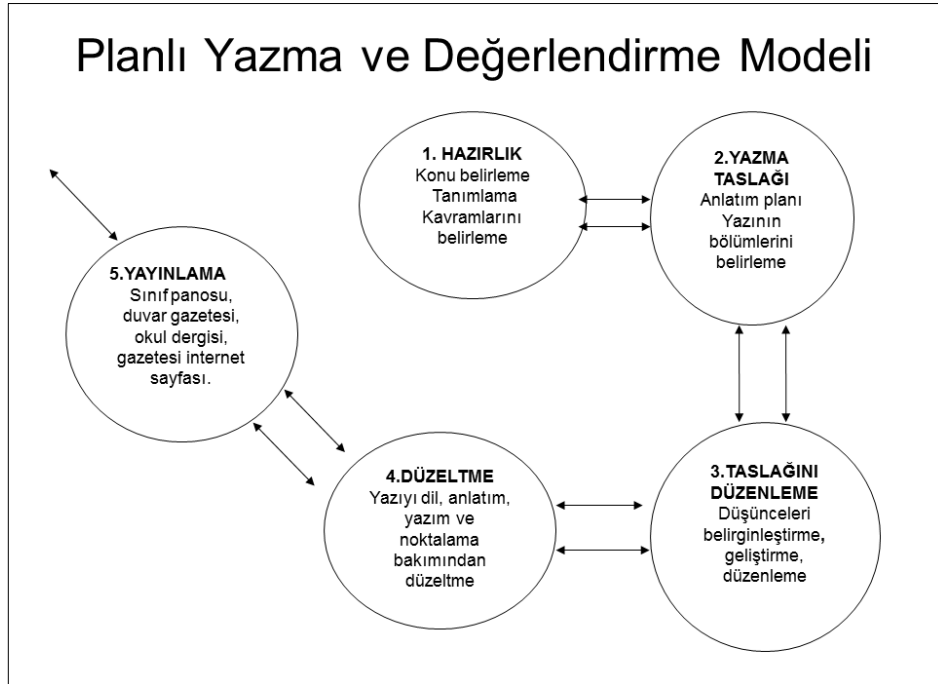 Planlı Yazma ve Değerlendirme Modeli
1. HAZIRLIK
Konu belirleme
Tanımlama
Kavramlarını
belirleme
2.YAZMA
TASLAĞI
Anlatım planı
Yazının
bölümlerini
belirleme
3.TASLAĞINI
DÜZENLEME
Düşünceleri
belirginleştirme,
geliştirme,
düzenleme
4.DÜZELTME
Yazıyı dil, anlatım,
yazım ve
noktalama
bakımından
düzeltme
5.YAYINLAMA
Sınıf panosu,
duvar gazetesi,
okul dergisi,
gazetesi internet
sayfası.